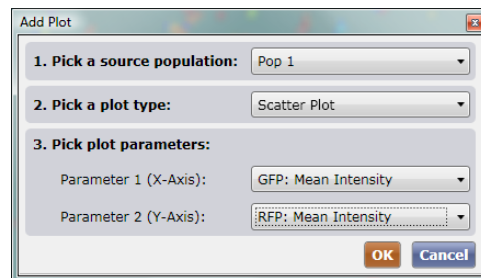 Add Plot
1. Pick a source population: Pop 1
2. Pick a plot type: Scatter Plot
3. Pick plot parameters:
Parameter 1 (X-Axis): GFP: Mean Intensity
Parameter 2 (Y-Axis): RFP: Mean Intensity
OK Cancel